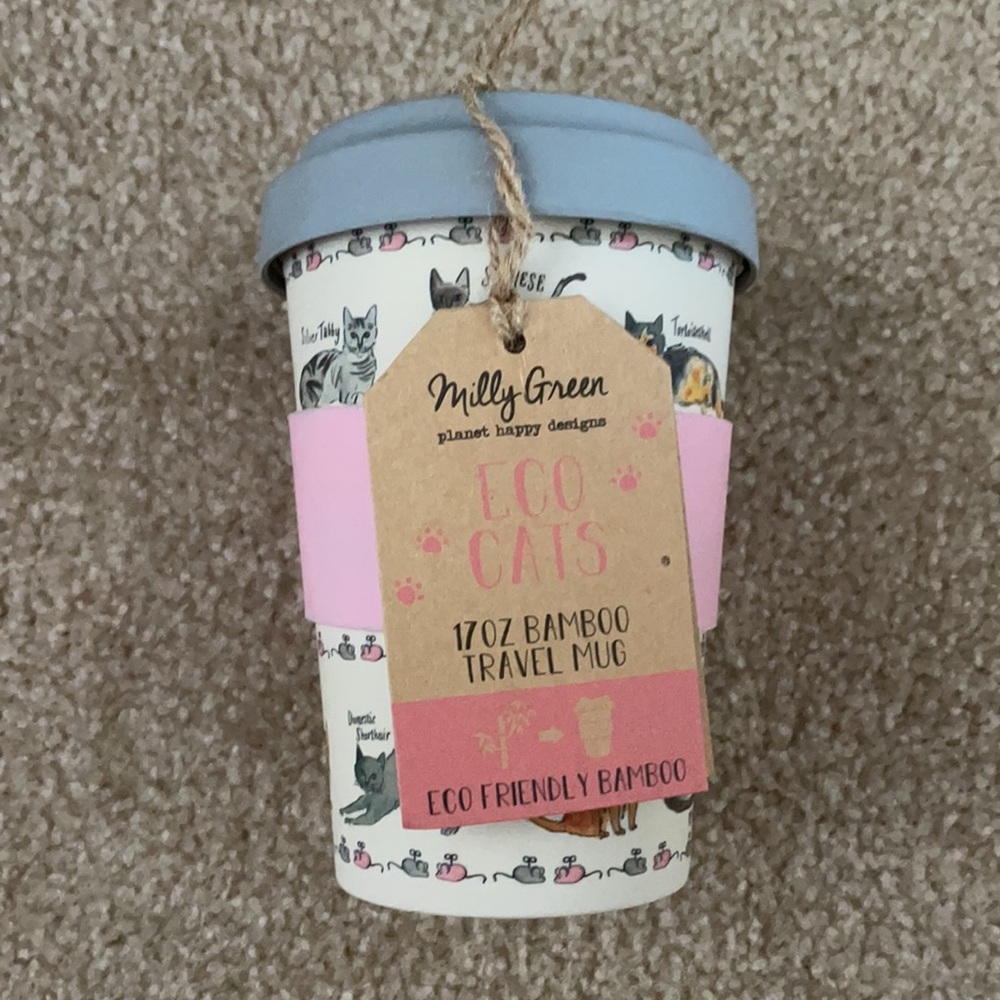 Silver Tabby
Tortoiseshell
Milly Green
planet happy designs
ECO
CATS
17OZ BAMBOO
TRAVEL MUG
Domestic
Shorthair
ECO FRIENDLY BAMBOO